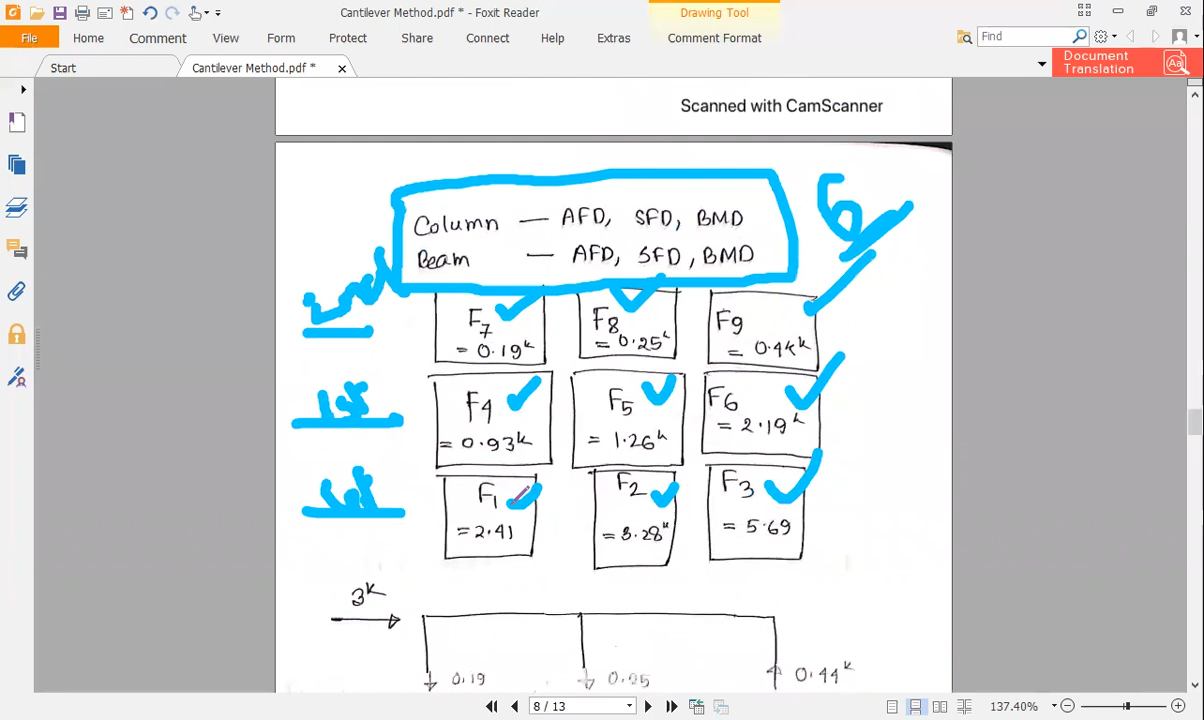 Cantilever Method.pdf * - Foxit Reader
Drawing Tool
File Home Comment View Form Protect Share Connect Help Extras Comment Format
Find
Start
Cantilever Method.pdf *
Document Translation
Scanned with CamScanner
Column — AFD, SFD, BMD
Beam — AFD, SFD, BMD
6
F7 = 0.19k
F8 = 0.25k
F9 = 0.44k
F4 = 0.93k
F5 = 1.26k
F6 = 2.19k
F1 = 2.41
F2 = 3.28k
F3 = 5.69
3k
0.19
0.44k
8 / 13
137.40%